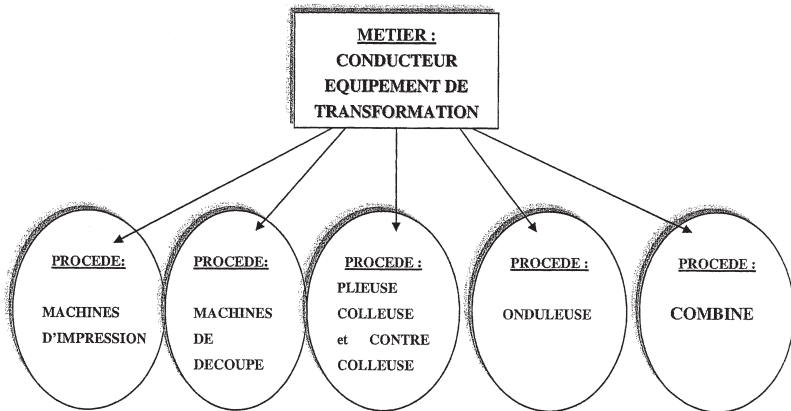 METIER :
CONDUCTEUR
EQUIPEMENT DE
TRANSFORMATION
PROCEDE:
MACHINES
D'IMPRESSION
PROCEDE:
MACHINES
DE
DECOUPE
PROCEDE :
PLIEUSE
COLLEUSE
et CONTRE
COLLEUSE
PROCEDE :
ONDULEUSE
PROCEDE :
COMBINE